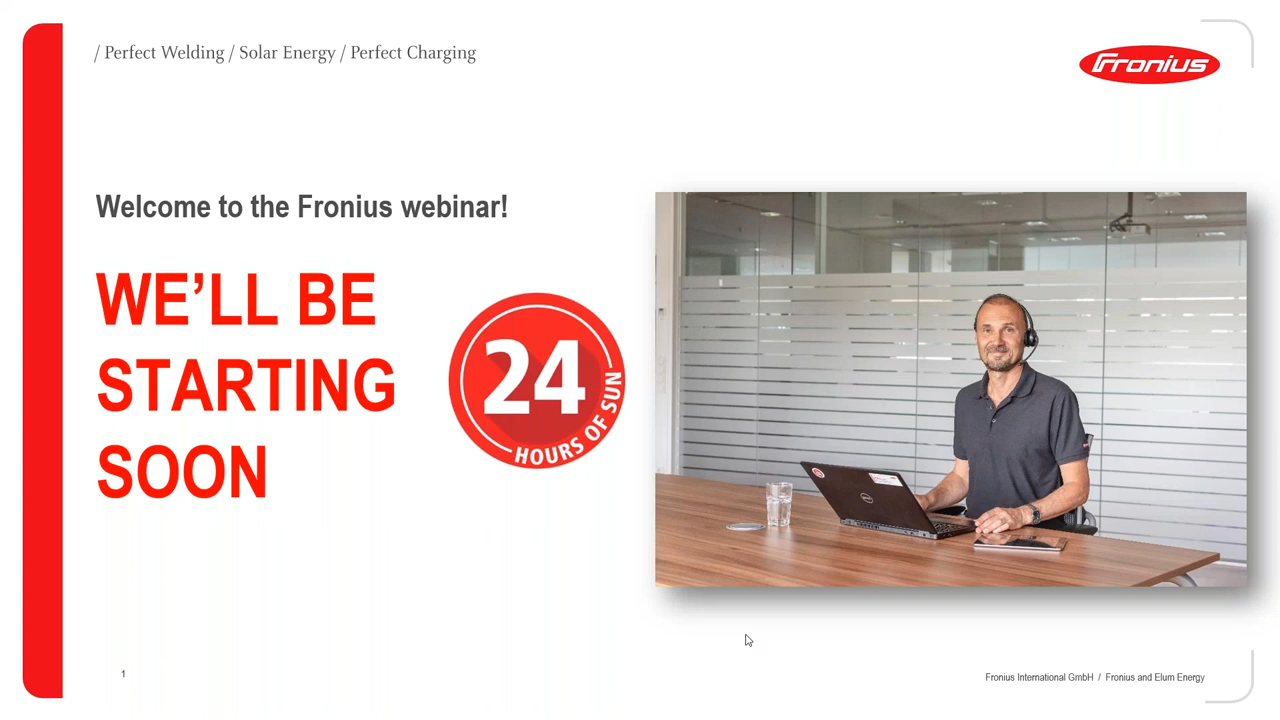 / Perfect Welding / Solar Energy / Perfect Charging
Fronius
Welcome to the Fronius webinar!
WE’LL BE
STARTING
SOON
24
HOURS OF SUN
DELL
1
Fronius International GmbH / Fronius and Elum Energy